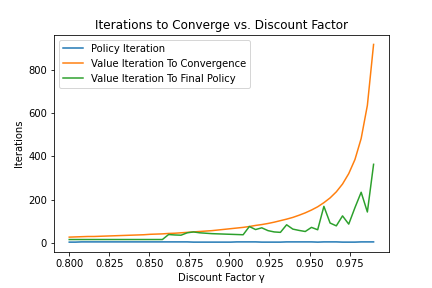 Iterations to Converge vs. Discount Factor
Policy Iteration
Value Iteration To Convergence
Value Iteration To Final Policy
Iterations
800
600
400
200
0
0.800 0.825 0.850 0.875 0.900 0.925 0.950 0.975
Discount Factor γ